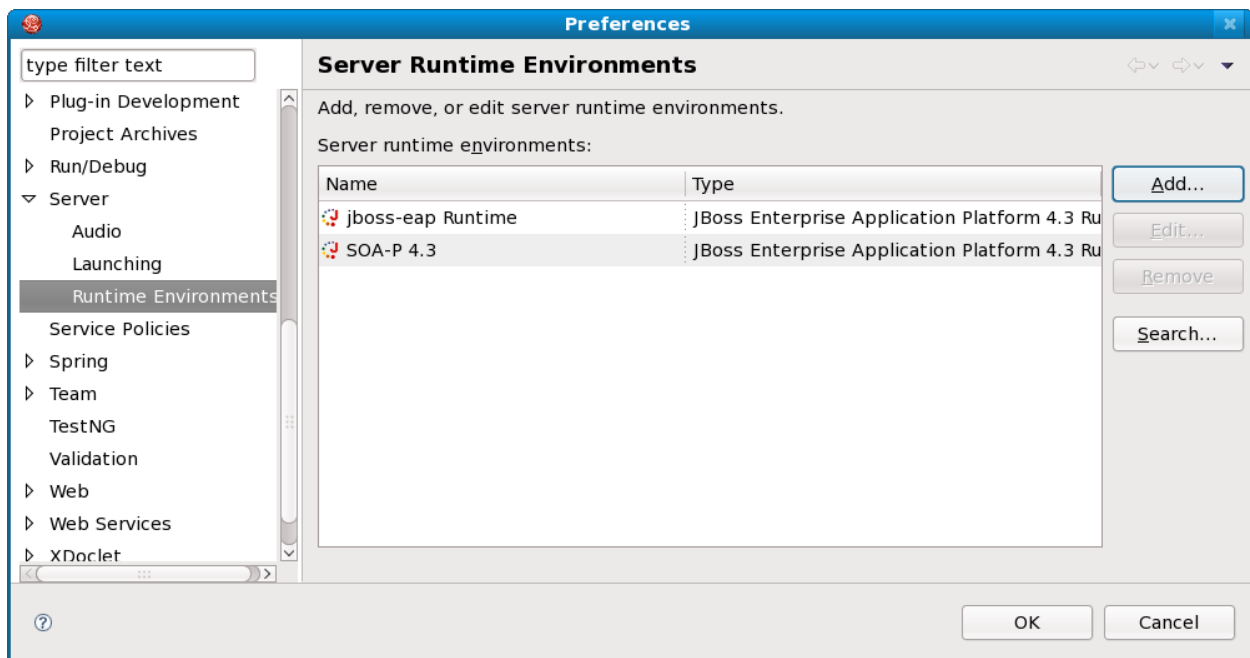 Preferences
type filter text
Plug-in Development
Project Archives
Run/Debug
Server
Audio
Launching
Runtime Environments
Service Policies
Spring
Team
TestNG
Validation
Web
Web Services
XDoclet
Server Runtime Environments
Add, remove, or edit server runtime environments.
Server runtime environments:
Name Type
jboss-eap Runtime JBoss Enterprise Application Platform 4.3 Ru
SOA-P 4.3 JBoss Enterprise Application Platform 4.3 Ru
Add...
Edit...
Remove
Search...
OK
Cancel